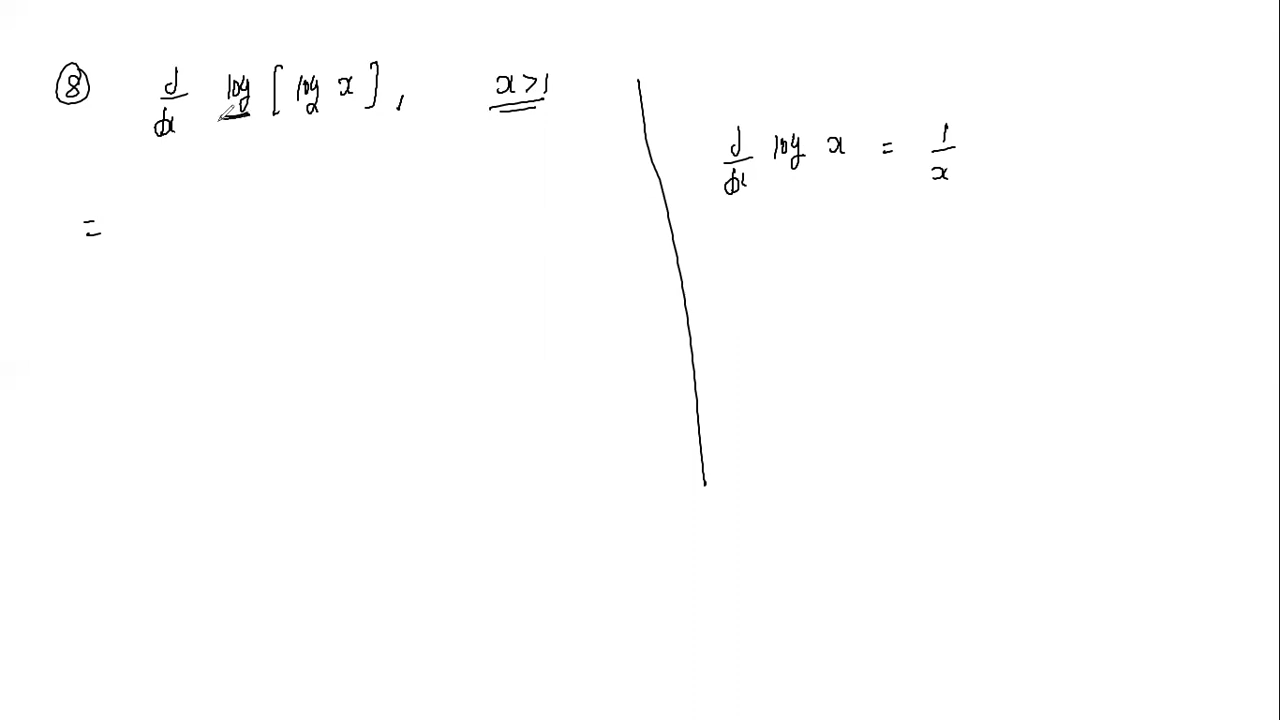 ⑧ d/dx log [ log x ] , x > 1
=
d/dx log x = 1/x